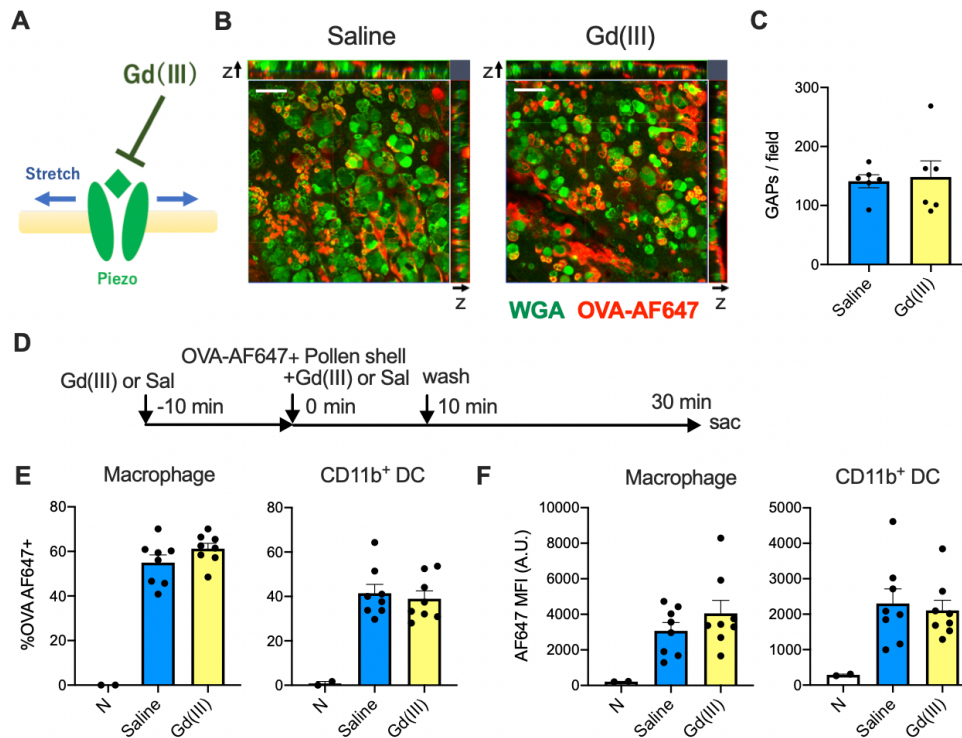 A
Gd(III)
Stretch
Piezo
B
Saline
Gd(III)
Z
Z
Z
Z
WGA OVA-AF647
C
GAPs / field
300
200
100
0
Saline
Gd(III)
D
OVA-AF647+ Pollen shell
Gd(III) or Sal
+Gd(III) or Sal
wash
-10 min
0 min
10 min
30 min
sac
E
Macrophage
%OVA AF647+
80
60
40
20
0
N
Saline
Gd(III)
CD11b+ DC
80
60
40
20
0
N
Saline
Gd(III)
F
Macrophage
AF647 MFI (A.U.)
10000
8000
6000
4000
2000
0
N
Saline
Gd(III)
CD11b+ DC
5000
4000
3000
2000
1000
0
N
Saline
Gd(III)